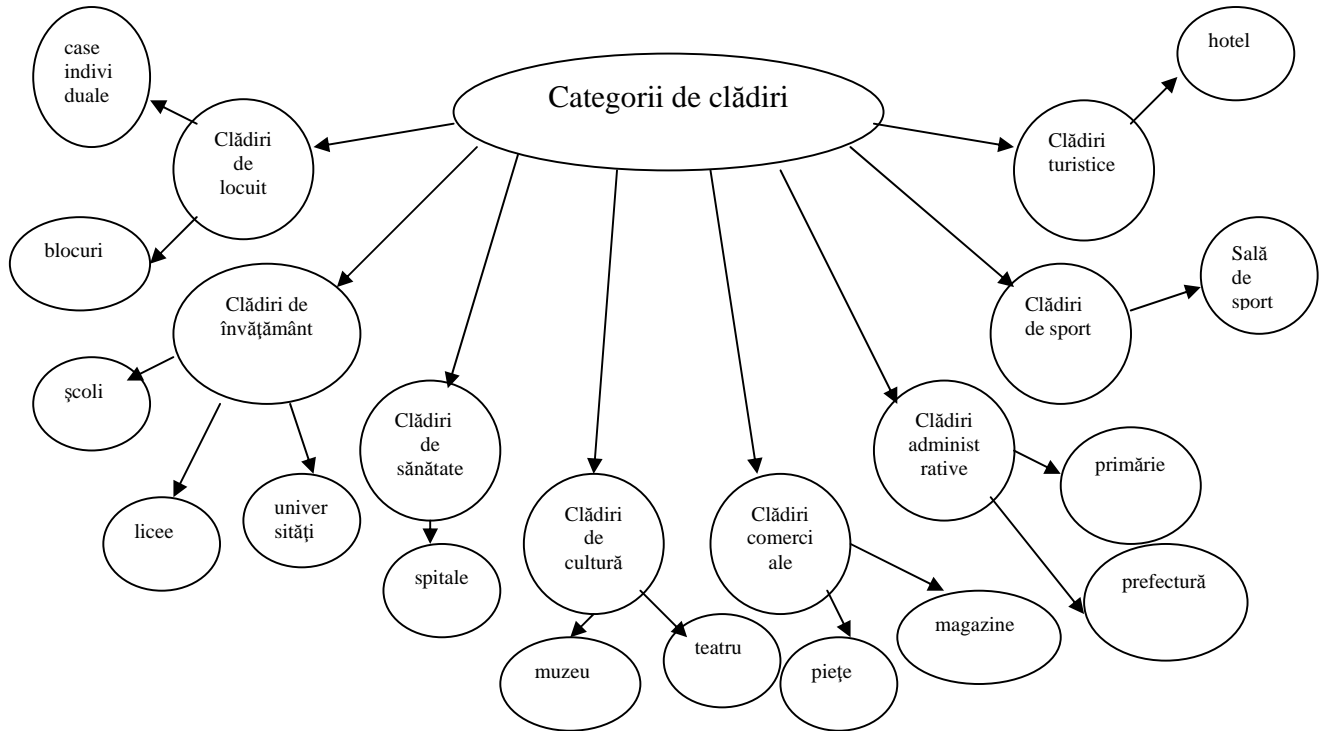 Categorii de clădiri
case
indivi
duale
Clădiri
de
locuit
blocuri
Clădiri de
învăţământ
şcoli
licee
univer
sităţi
Clădiri
de
sănătate
spitale
Clădiri
de
cultură
muzeu
teatru
Clădiri
comerci
ale
pieţe
magazine
Clădiri
administ
rative
primărie
prefectură
Clădiri
de sport
Sală
de
sport
Clădiri
turistice
hotel